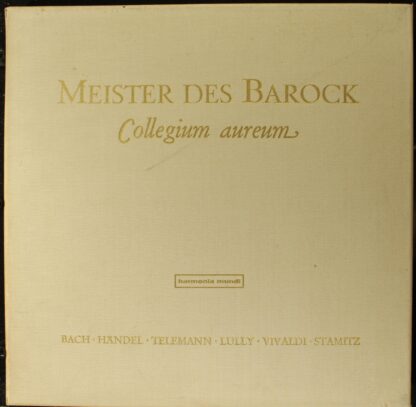 MEISTER DES BAROCK
Collegium aureum
harmonia mundi
BACH · HÄNDEL · TELEMANN · LULLY · VIVALDI · STAMITZ